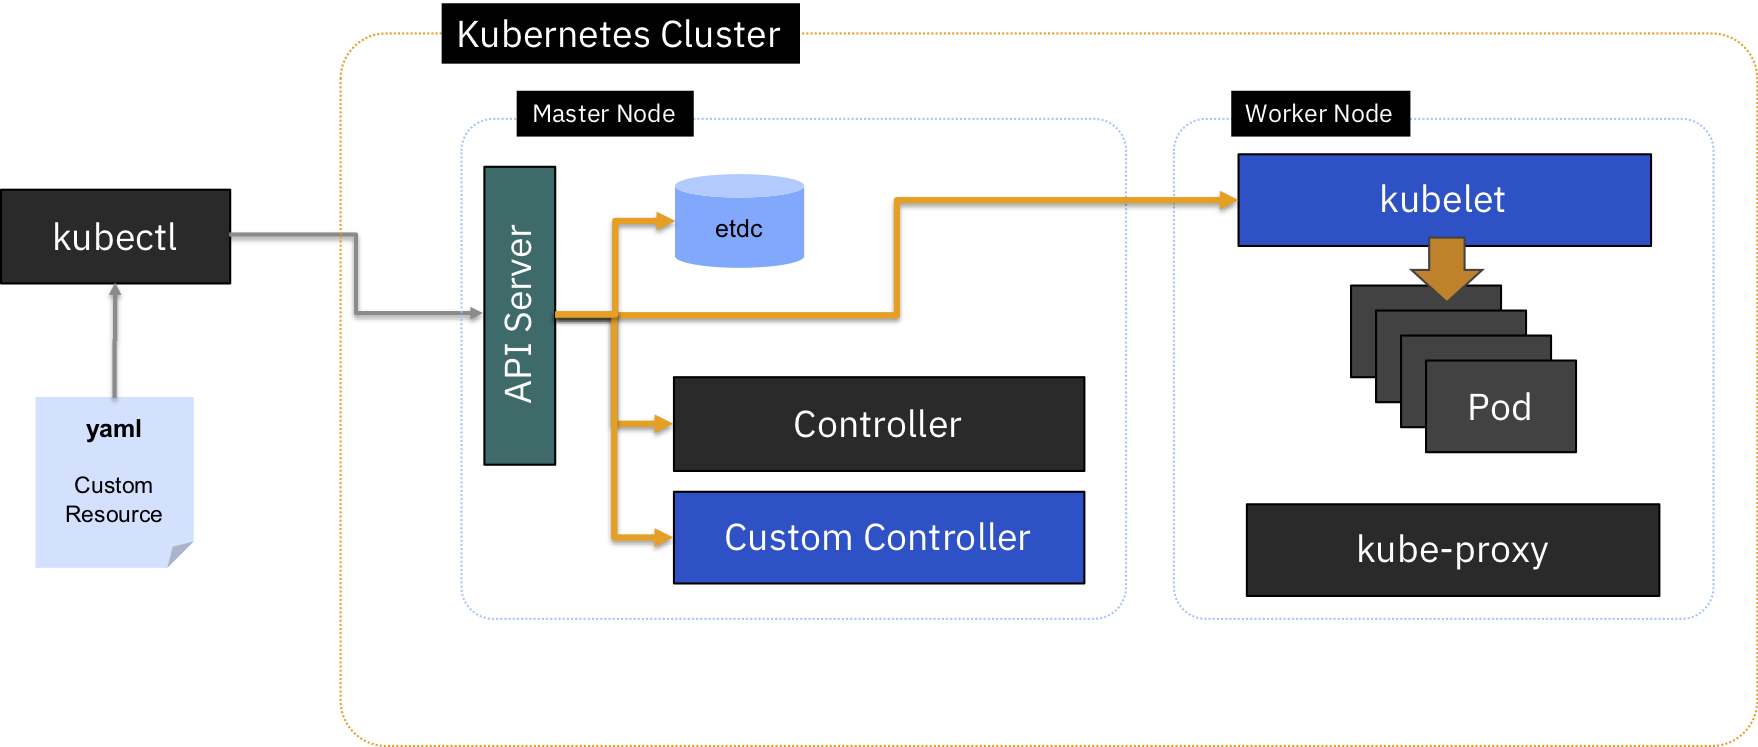 Kubernetes Cluster
Master Node
Worker Node
kubectl
yaml
Custom
Resource
API Server
etdc
Controller
Custom Controller
kubelet
Pod
kube-proxy